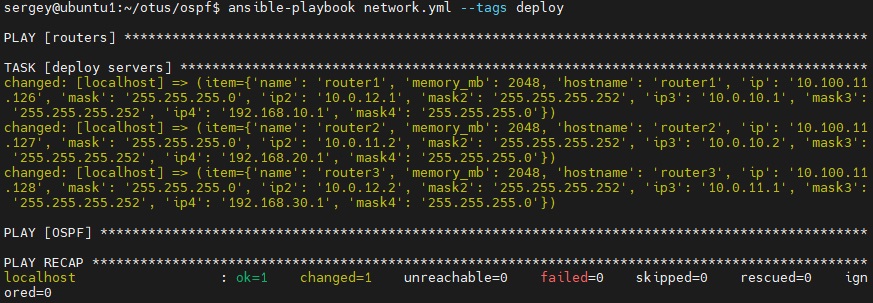 sergey@ubuntu1:~/otus/ospf$ ansible-playbook network.yml --tags deploy
PLAY [routers] *********************************************************************************************
TASK [deploy servers] **************************************************************************************
changed: [localhost] => (item={'name': 'router1', 'memory_mb': 2048, 'hostname': 'router1', 'ip': '10.100.11
.126', 'mask': '255.255.255.0', 'ip2': '10.0.12.1', 'mask2': '255.255.255.252', 'ip3': '10.0.10.1', 'mask3':
 '255.255.255.252', 'ip4': '192.168.10.1', 'mask4': '255.255.255.0'})
changed: [localhost] => (item={'name': 'router2', 'memory_mb': 2048, 'hostname': 'router2', 'ip': '10.100.11
.127', 'mask': '255.255.255.0', 'ip2': '10.0.11.2', 'mask2': '255.255.255.252', 'ip3': '10.0.10.2', 'mask3':
 '255.255.255.252', 'ip4': '192.168.20.1', 'mask4': '255.255.255.0'})
changed: [localhost] => (item={'name': 'router3', 'memory_mb': 2048, 'hostname': 'router3', 'ip': '10.100.11
.128', 'mask': '255.255.255.0', 'ip2': '10.0.12.2', 'mask2': '255.255.255.252', 'ip3': '10.0.11.1', 'mask3':
 '255.255.255.252', 'ip4': '192.168.30.1', 'mask4': '255.255.255.0'})
PLAY [OSPF] ************************************************************************************************
PLAY RECAP *************************************************************************************************
localhost                  : ok=1    changed=1    unreachable=0    failed=0    skipped=0    rescued=0    ign
ored=0